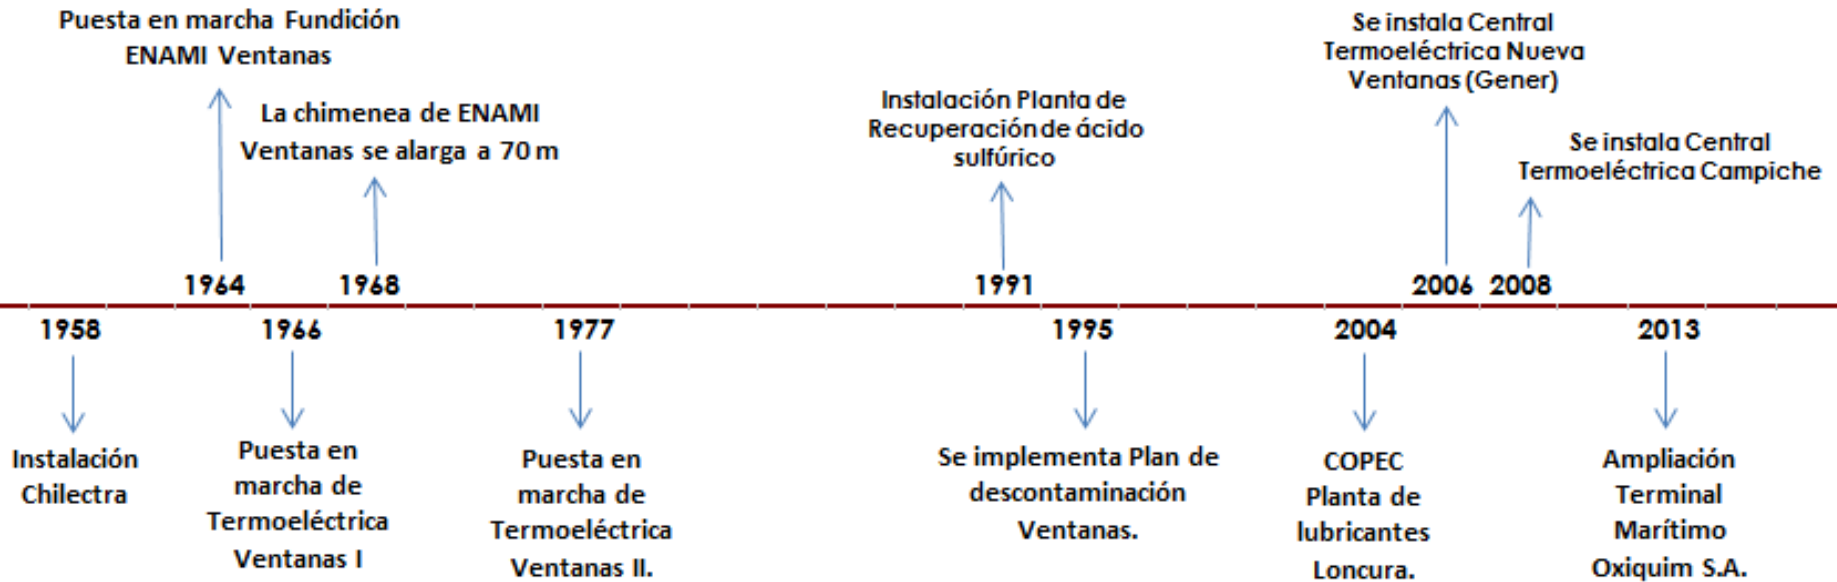 Puesta en marcha Fundición
ENAMI Ventanas
La chimenea de ENAMI
Ventanas se alarga a 70 m
Instalación Planta de
Recuperación de ácido
sulfúrico
Se instala Central
Termoeléctrica Nueva
Ventanas (Gener)
Se instala Central
Termoeléctrica Campiche
1964
1968
1991
2006
2008
1958
1966
1977
1995
2004
2013
Instalación
Chilectra
Puesta en
marcha de
Termoeléctrica
Ventanas I
Puesta en
marcha de
Termoeléctrica
Ventanas II.
Se implementa Plan de
descontaminación
Ventanas.
COPEC
Planta de
lubricantes
Loncura.
Ampliación
Terminal
Marítimo
Oxiquim S.A.